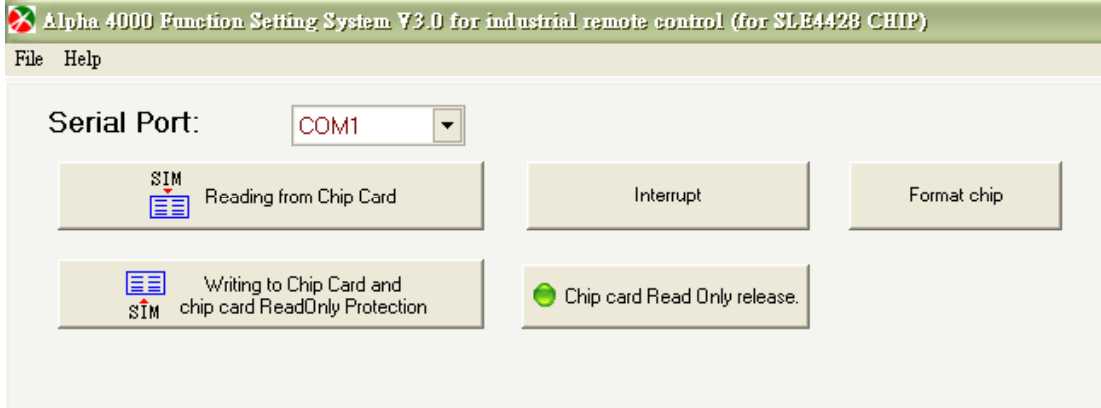 Alpha 4000 Function Setting System V3.0 for industrial remote control (for SLE4428 CHIP)
File Help
Serial Port: COM1
SIM
Reading from Chip Card
Interrupt
Format chip
Writing to Chip Card and
chip card ReadOnly Protection
SIM
Chip card Read Only release.